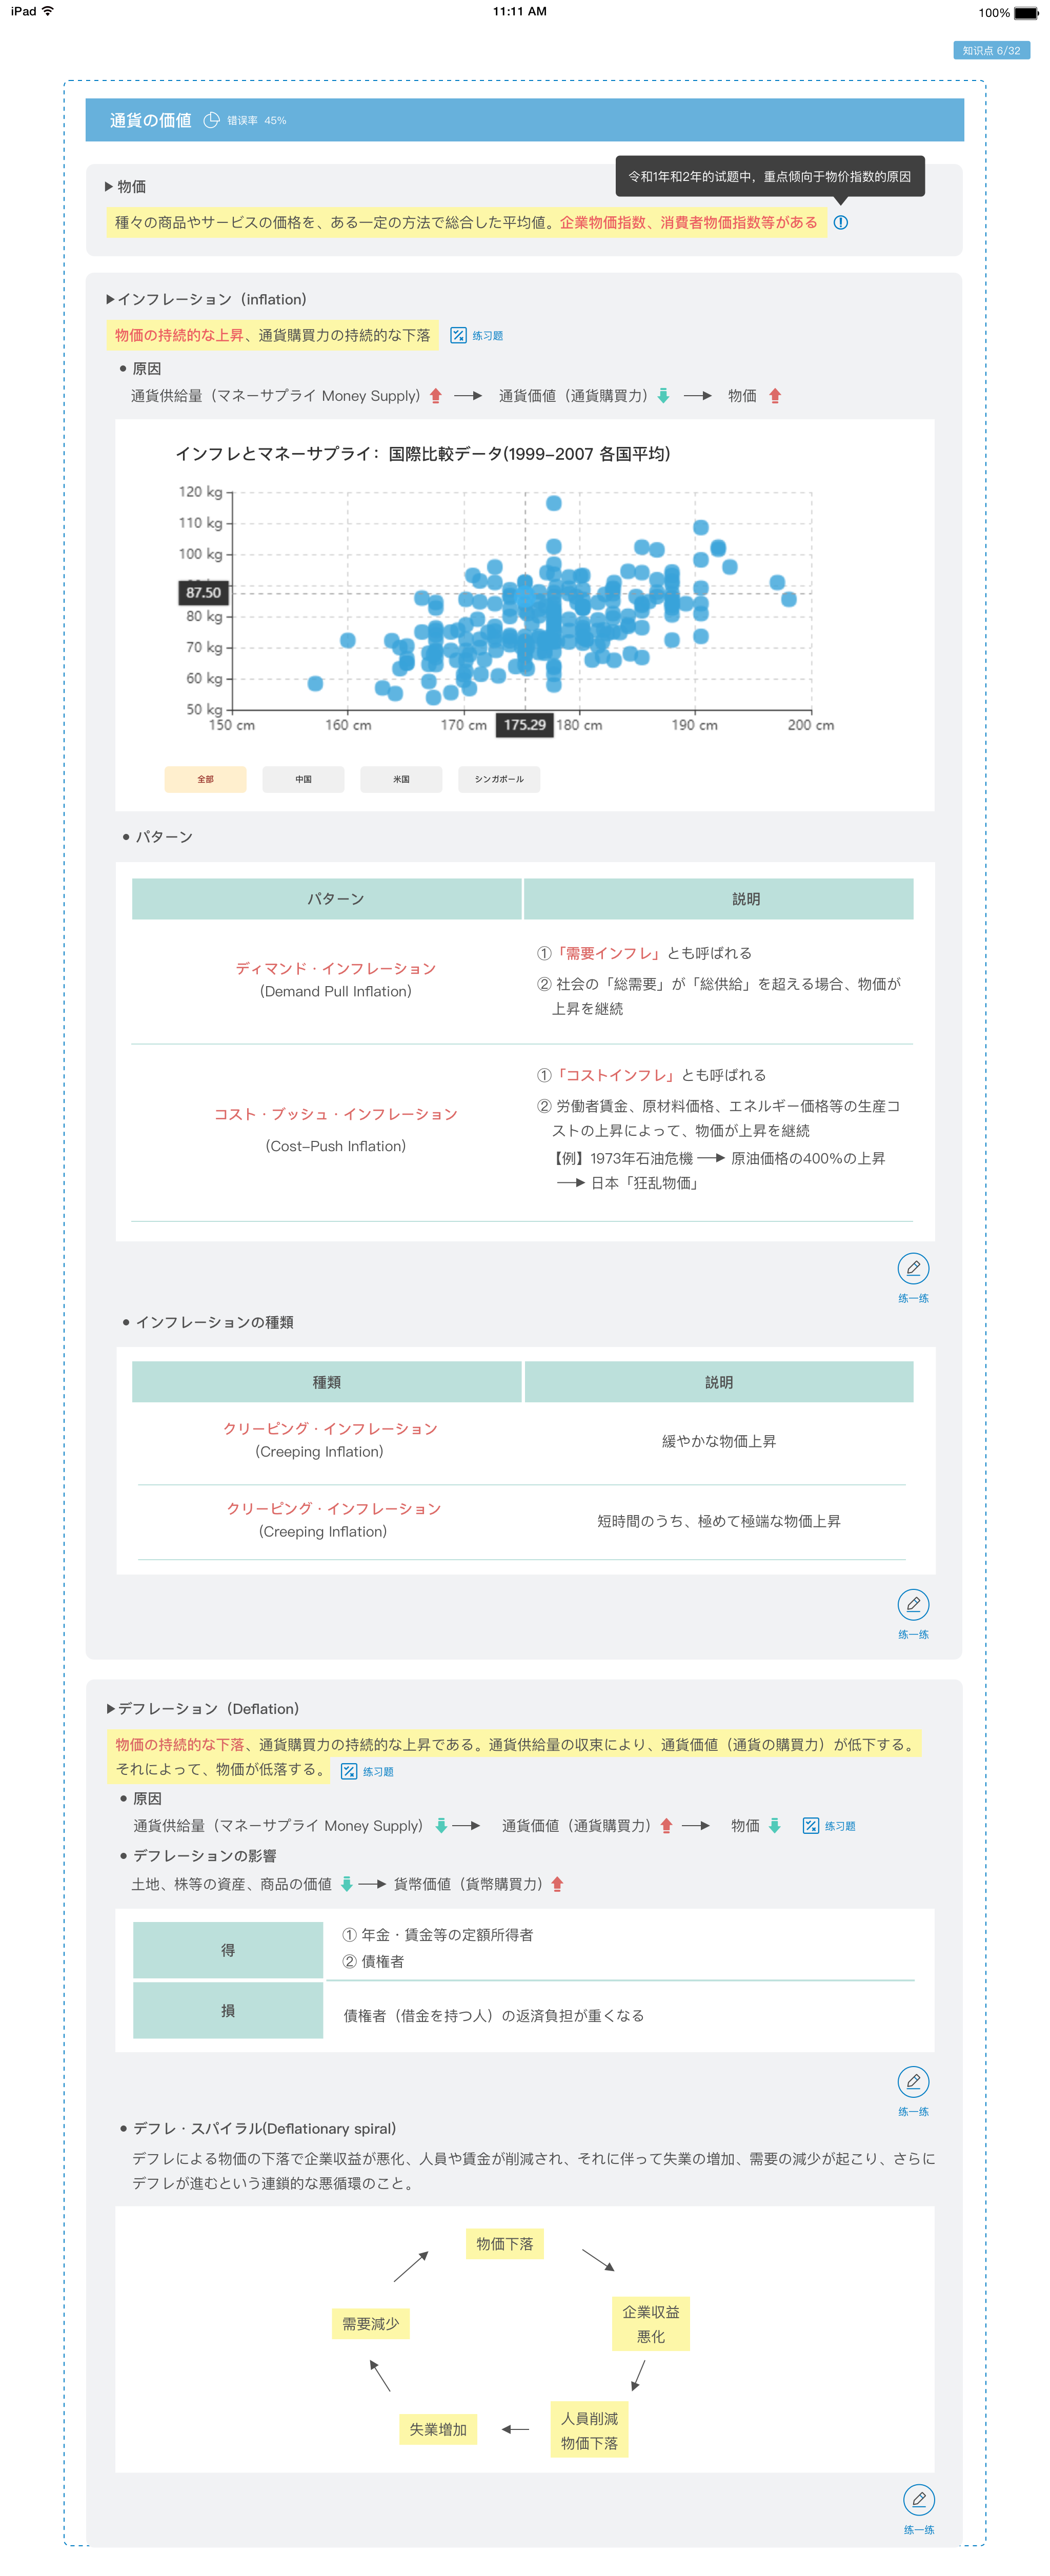 iPad
11:11 AM
100%
知识点 6/32
通貨の価値
错误率 45%
令和1年和2年的试题中，重点倾向于物价指数的原因
▶物価
種々の商品やサービスの価格を、ある一定の方法で総合した平均値。企業物価指数、消費者物価指数等がある
▶インフレーション（inflation）
物価の持続的な上昇、通貨購買力の持続的な下落
练习题
• 原因
通貨供給量（マネーサプライ Money Supply）
通貨価値（通貨購買力）
物価
インフレとマネーサプライ：国際比較データ(1999-2007 各国平均)
120 kg
110 kg
100 kg
87.50
80 kg
70 kg
60 kg
50 kg
150 cm
160 cm
170 cm
175.29
180 cm
190 cm
200 cm
全部
中国
米国
シンガポール
• パターン
パターン
説明
ディマンド・インフレーション
（Demand Pull Inflation）
①「需要インフレ」とも呼ばれる
② 社会の「総需要」が「総供給」を超える場合、物価が
上昇を継続
コスト・プッシュ・インフレーション
（Cost-Push Inflation）
①「コストインフレ」とも呼ばれる
② 労働者賃金、原材料価格、エネルギー価格等の生産コ
ストの上昇によって、物価が上昇を継続
【例】1973年石油危機 → 原油価格の400%の上昇
→ 日本「狂乱物価」
练一练
• インフレーションの種類
種類
説明
クリーピング・インフレーション
（Creeping Inflation）
緩やかな物価上昇
クリーピング・インフレーション
（Creeping Inflation）
短時間のうち、極めて極端な物価上昇
练一练
▶デフレーション（Deflation）
物価の持続的な下落、通貨購買力の持続的な上昇である。通貨供給量の収束により、通貨価値（通貨の購買力）が低下する。
それによって、物価が低落する。
练习题
• 原因
通貨供給量（マネーサプライ Money Supply）
通貨価値（通貨購買力）
物価
练习题
• デフレーションの影響
土地、株等の資産、商品の価値
貨幣価値（貨幣購買力）
得
① 年金・賃金等の定額所得者
② 債権者
損
債権者（借金を持つ人）の返済負担が重くなる
练一练
• デフレ・スパイラル(Deflationary spiral)
デフレによる物価の下落で企業収益が悪化、人員や賃金が削減され、それに伴って失業の増加、需要の減少が起こり、さらに
デフレが進むという連鎖的な悪循環のこと。
物価下落
企業収益
悪化
需要減少
人員削減
物価下落
失業増加
练一练